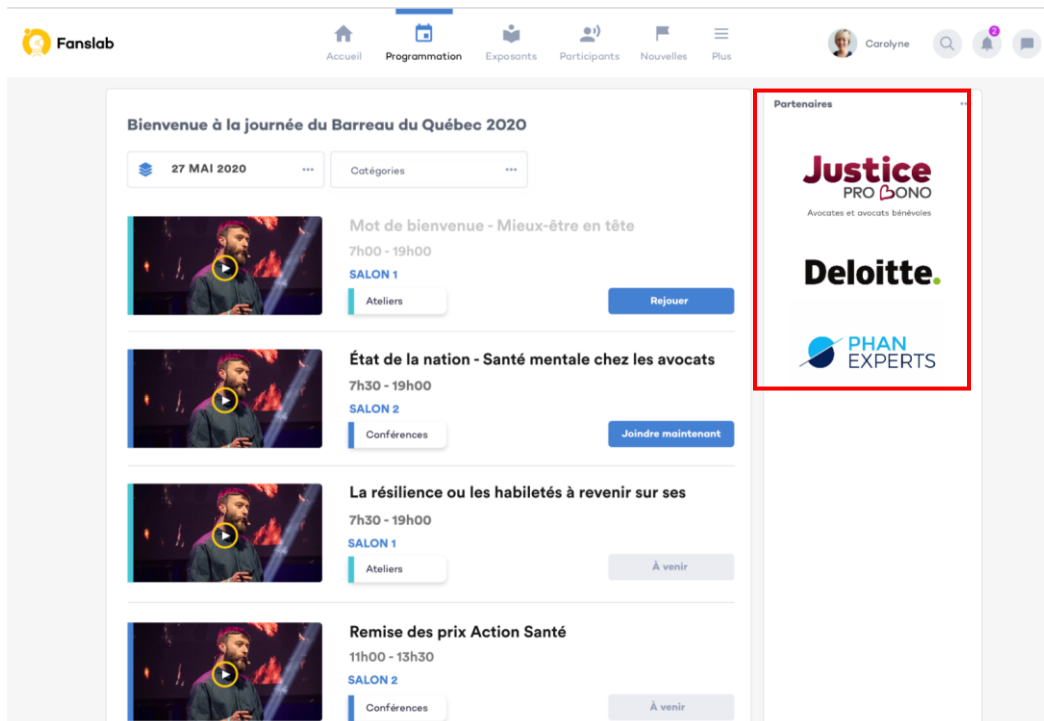 Fanslab
Accueil
Programmation
Exposants
Participants
Nouvelles
Plus
Carolyne
2
Bienvenue à la journée du Barreau du Québec 2020
27 MAI 2020
Catégories
Mot de bienvenue - Mieux-être en tête
7h00 - 19h00
SALON 1
Ateliers
Rejouer
État de la nation - Santé mentale chez les avocats
7h30 - 19h00
SALON 2
Conférences
Joindre maintenant
La résilience ou les habiletés à revenir sur ses
7h30 - 19h00
SALON 1
Ateliers
À venir
Remise des prix Action Santé
11h00 - 13h30
SALON 2
Conférences
À venir
Partenaires
Justice
PRO BONO
Avocates et avocats bénévoles
Deloitte.
PHAN
EXPERTS